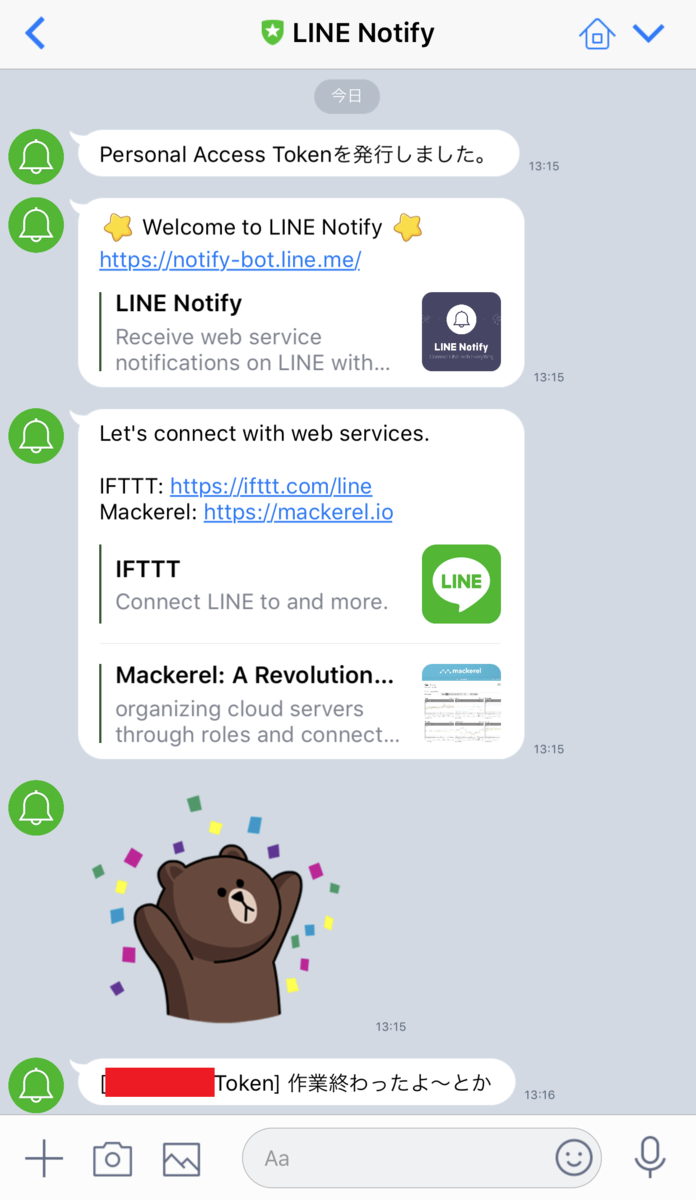 LINE Notify
今日
Personal Access Tokenを発行しました。
13:15
Welcome to LINE Notify
https://notify-bot.line.me/
LINE Notify
Receive web service
notifications on LINE with...
LINE Notify
13:15
Let's connect with web services.
IFTTT: https://ifttt.com/line
Mackerel: https://mackerel.io
IFTTT
Connect LINE to and more.
LINE
Mackerel: A Revolution...
organizing cloud servers
through roles and connect...
mackerel
13:15
13:15
[Token] 作業終わったよ〜とか
13:16
Aa